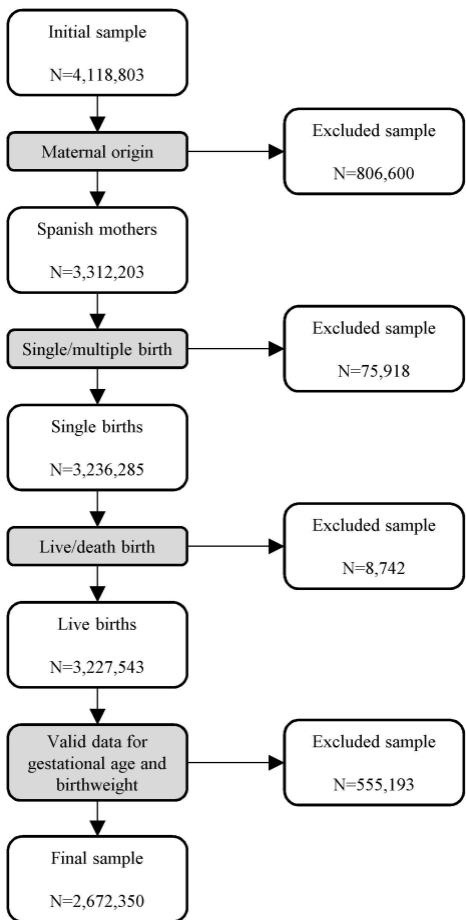 Initial sample
N=4,118,803
Maternal origin
Excluded sample
N=806,600
Spanish mothers
N=3,312,203
Single/multiple birth
Excluded sample
N=75,918
Single births
N=3,236,285
Live/death birth
Excluded sample
N=8,742
Live births
N=3,227,543
Valid data for
gestational age and
birthweight
Excluded sample
N=555,193
Final sample
N=2,672,350